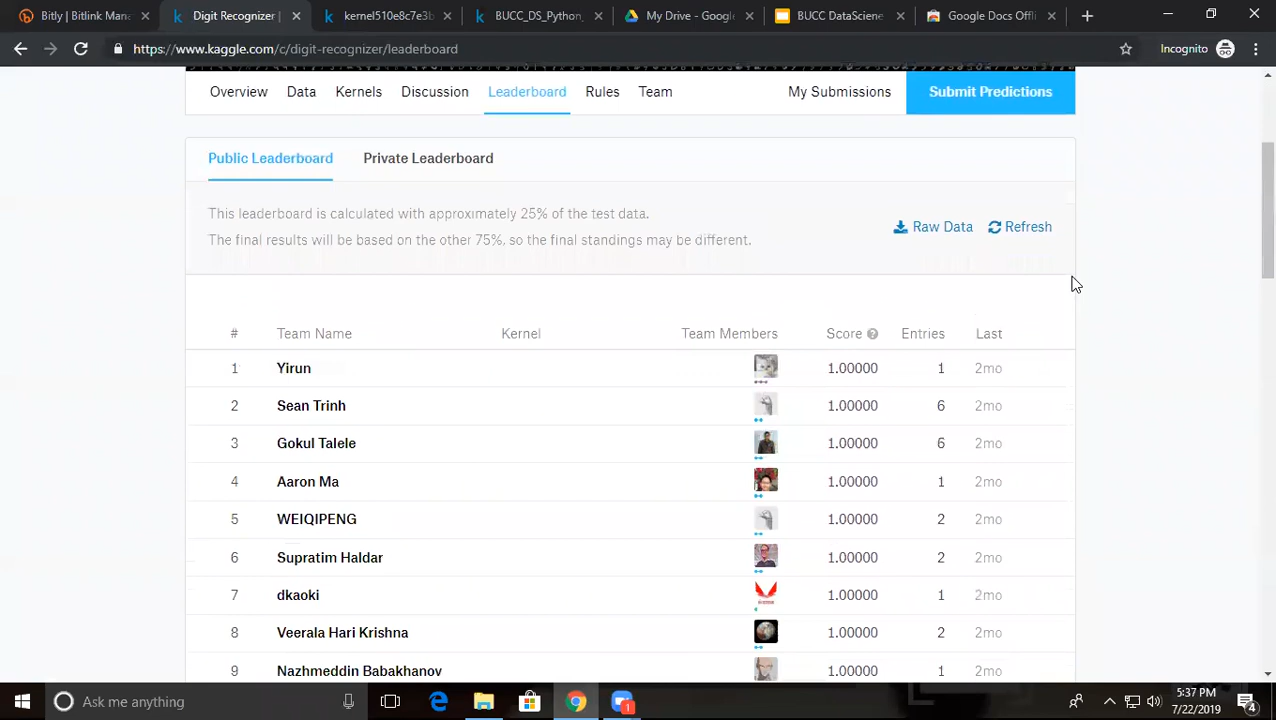 Bitly | Bitlink Mana
Digit Recognizer |
kernel510e8c7e3b
BUCC_DS_Python_
My Drive - Google
BUCC DataScienc
Google Docs Offli
https://www.kaggle.com/c/digit-recognizer/leaderboard
Incognito
Overview Data Kernels Discussion Leaderboard Rules Team My Submissions Submit Predictions
Public Leaderboard Private Leaderboard
This leaderboard is calculated with approximately 25% of the test data.
The final results will be based on the other 75%, so the final standings may be different.
Raw Data Refresh
# Team Name Kernel Team Members Score Entries Last
1 Yirun 1.00000 1 2mo
2 Sean Trinh 1.00000 6 2mo
3 Gokul Talele 1.00000 6 2mo
4 Aaron Ma 1.00000 1 2mo
5 WEIQIPENG 1.00000 2 2mo
6 Supratim Haldar 1.00000 2 2mo
7 dkaoki 1.00000 1 2mo
8 Veerala Hari Krishna 1.00000 2 2mo
9 Nazhmeddin Babakhanov 1.00000 1 2mo
Ask me anything
5:37 PM
7/22/2019
4